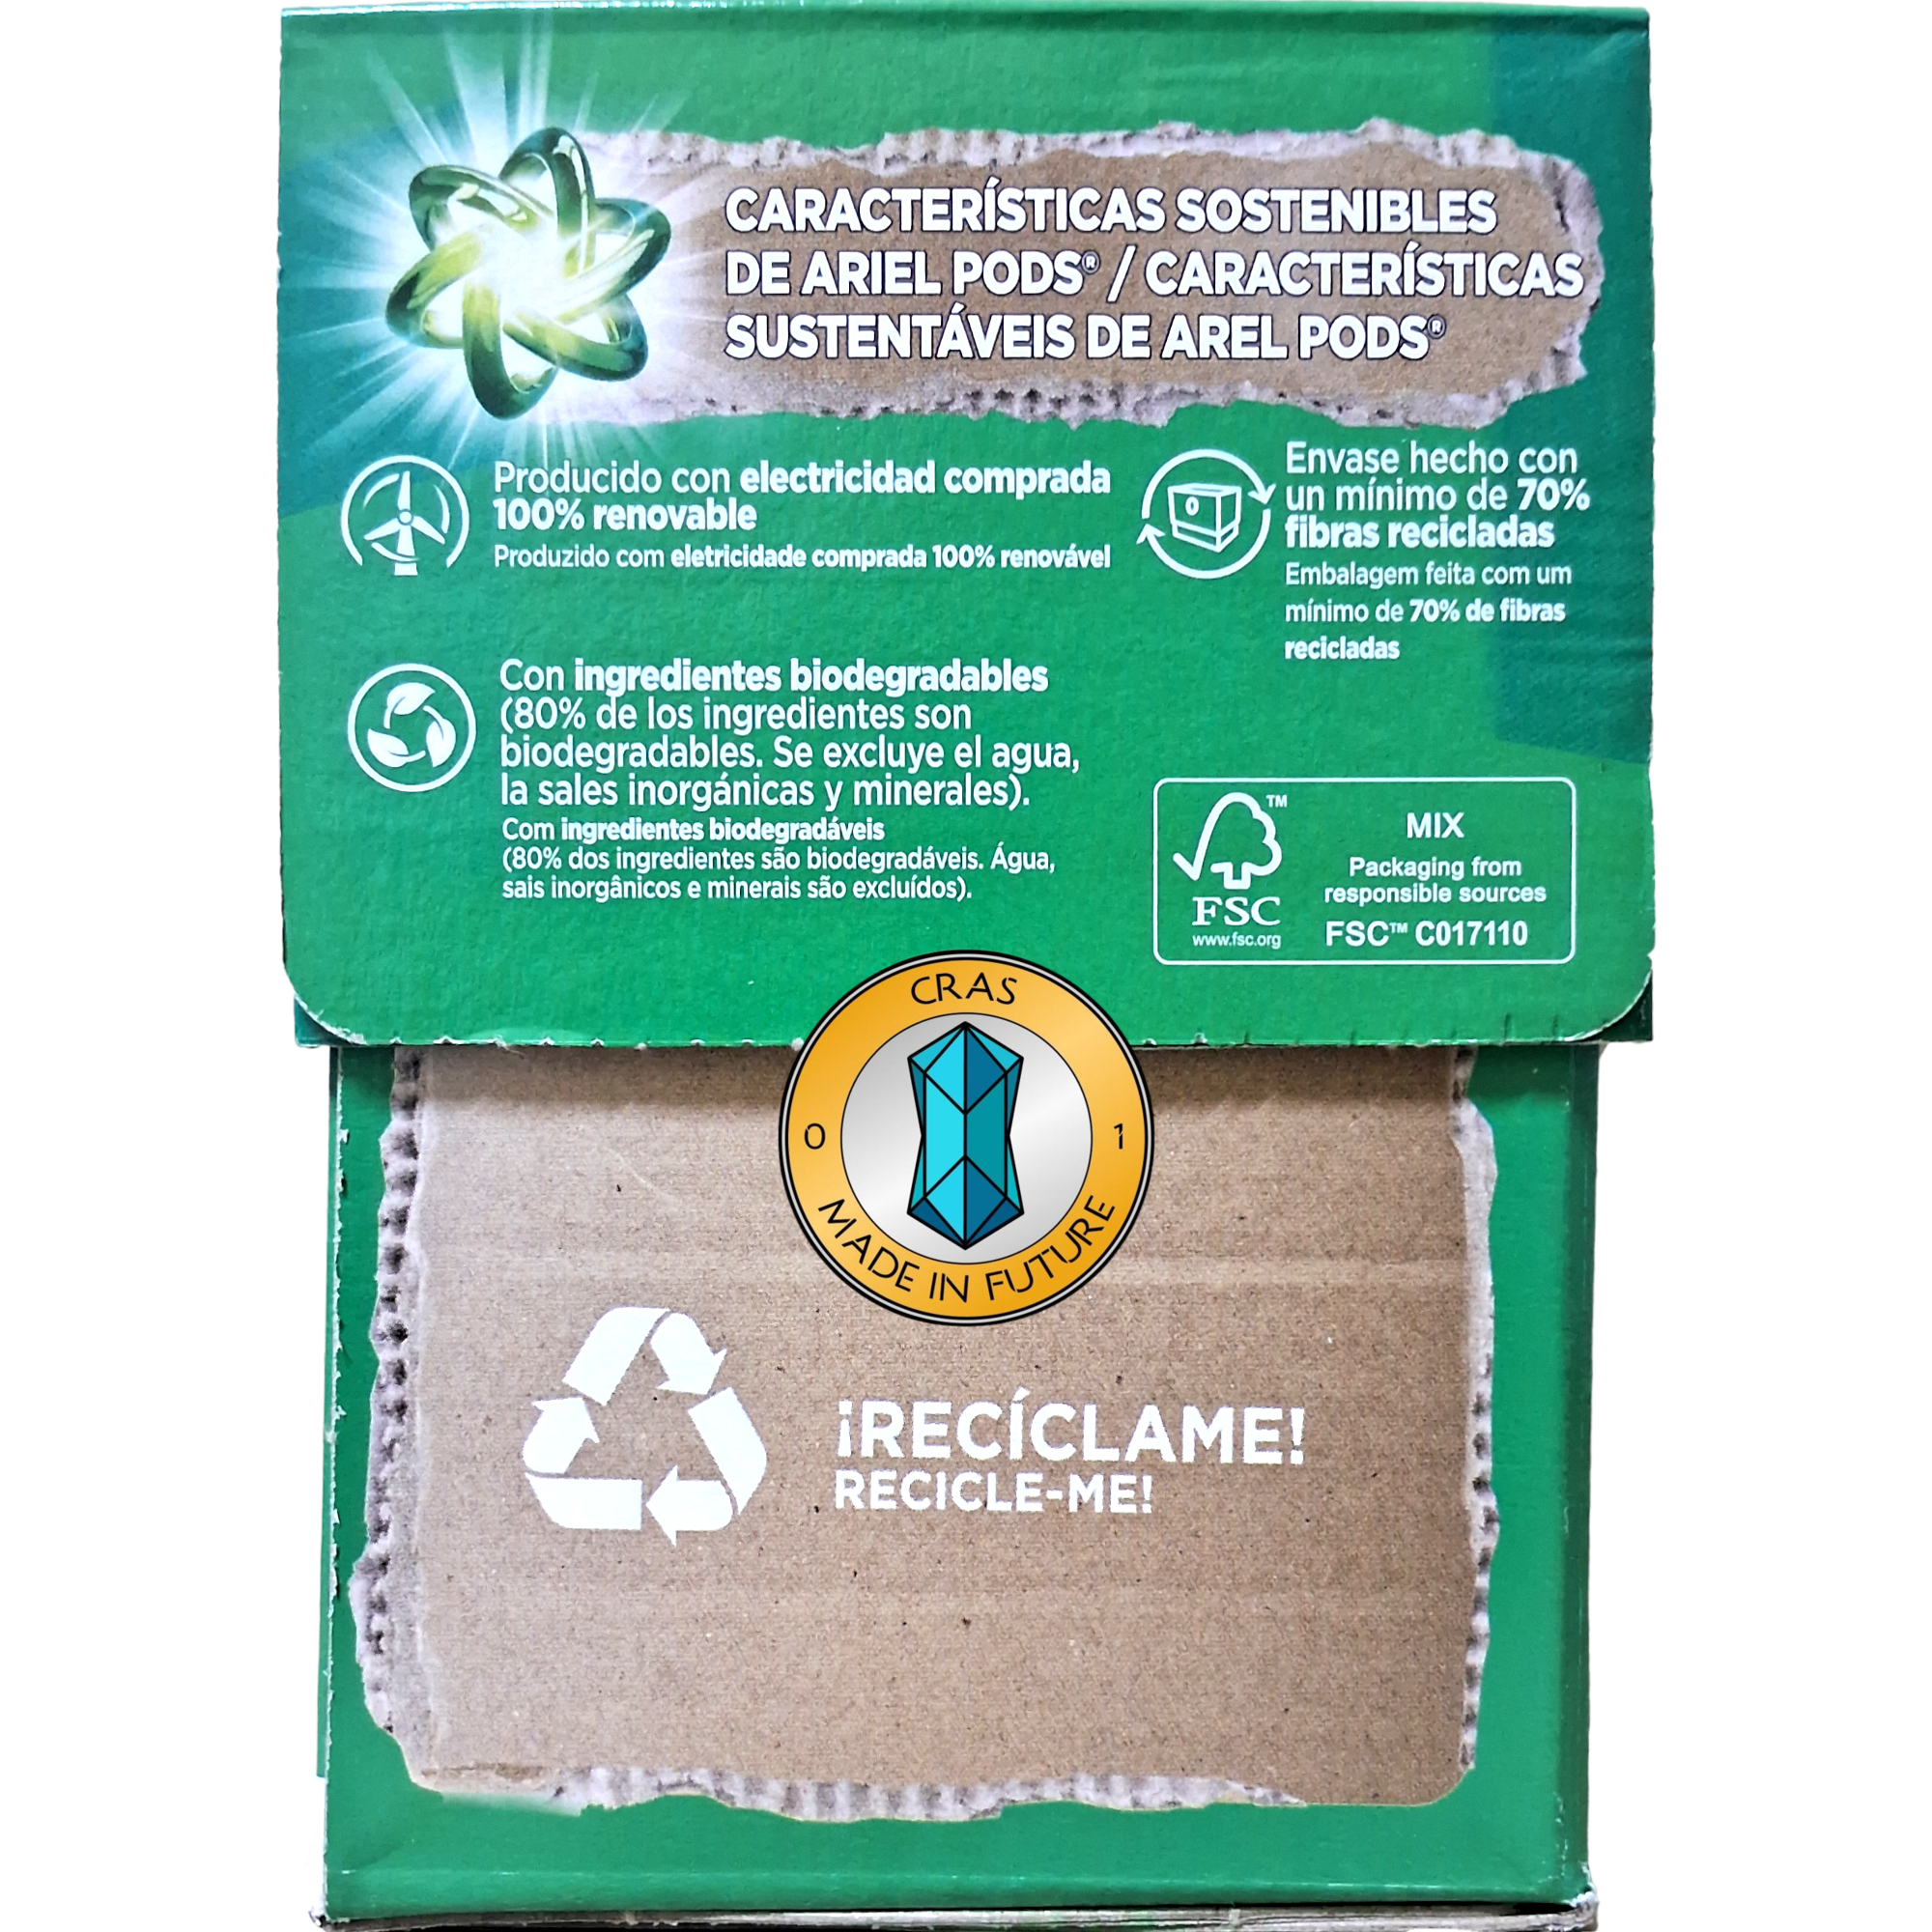 CARACTERÍSTICAS SOSTENIBLES
DE ARIEL PODS® / CARACTERÍSTICAS
SUSTENTÁVEIS DE AREL PODS®
Producido con electricidad comprada
100% renovable
Produzido com eletricidade comprada 100% renovável
Envase hecho con
un mínimo de 70%
fibras recicladas
Embalagem feita com um
mínimo de 70% de fibras
recicladas
Con ingredientes biodegradables
(80% de los ingredientes son
biodegradables. Se excluye el agua,
la sales inorgánicas y minerales).
Com ingredientes biodegradáveis
(80% dos ingredientes são biodegradáveis. Água,
sais inorgânicos e minerais são excluídos).
FSC
www.fsc.org
MIX
Packaging from
responsible sources
FSC™ C017110
CRAS
0 1
MADE IN FUTURE
¡RECÍCLAME!
RECICLE-ME!